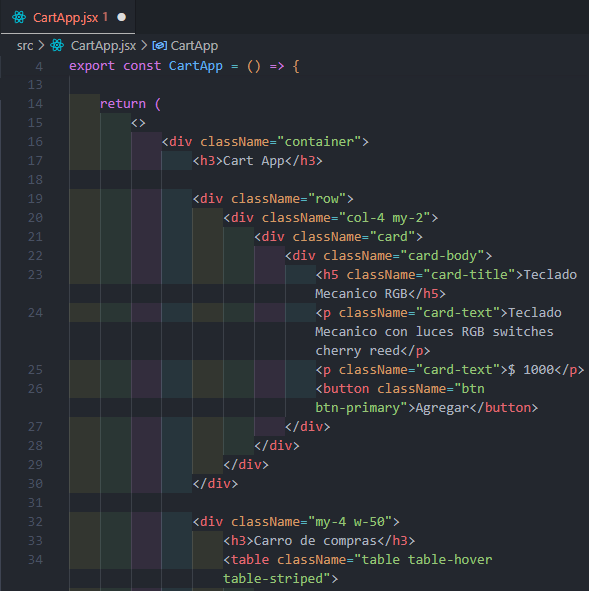 CartApp.jsx 1
src > CartApp.jsx > CartApp
4 export const CartApp = () => {
13
14 return (
15 <>
16 <div className="container">
17 <h3>Cart App</h3>
18
19 <div className="row">
20 <div className="col-4 my-2">
21 <div className="card">
22 <div className="card-body">
23 <h5 className="card-title">Teclado
Mecanico RGB</h5>
24 <p className="card-text">Teclado
Mecanico con luces RGB switches
cherry reed</p>
25 <p className="card-text">$ 1000</p>
26 <button className="btn
btn-primary">Agregar</button>
27 </div>
28 </div>
29 </div>
30 </div>
31
32 <div className="my-4 w-50">
33 <h3>Carro de compras</h3>
34 <table className="table table-hover
table-striped">